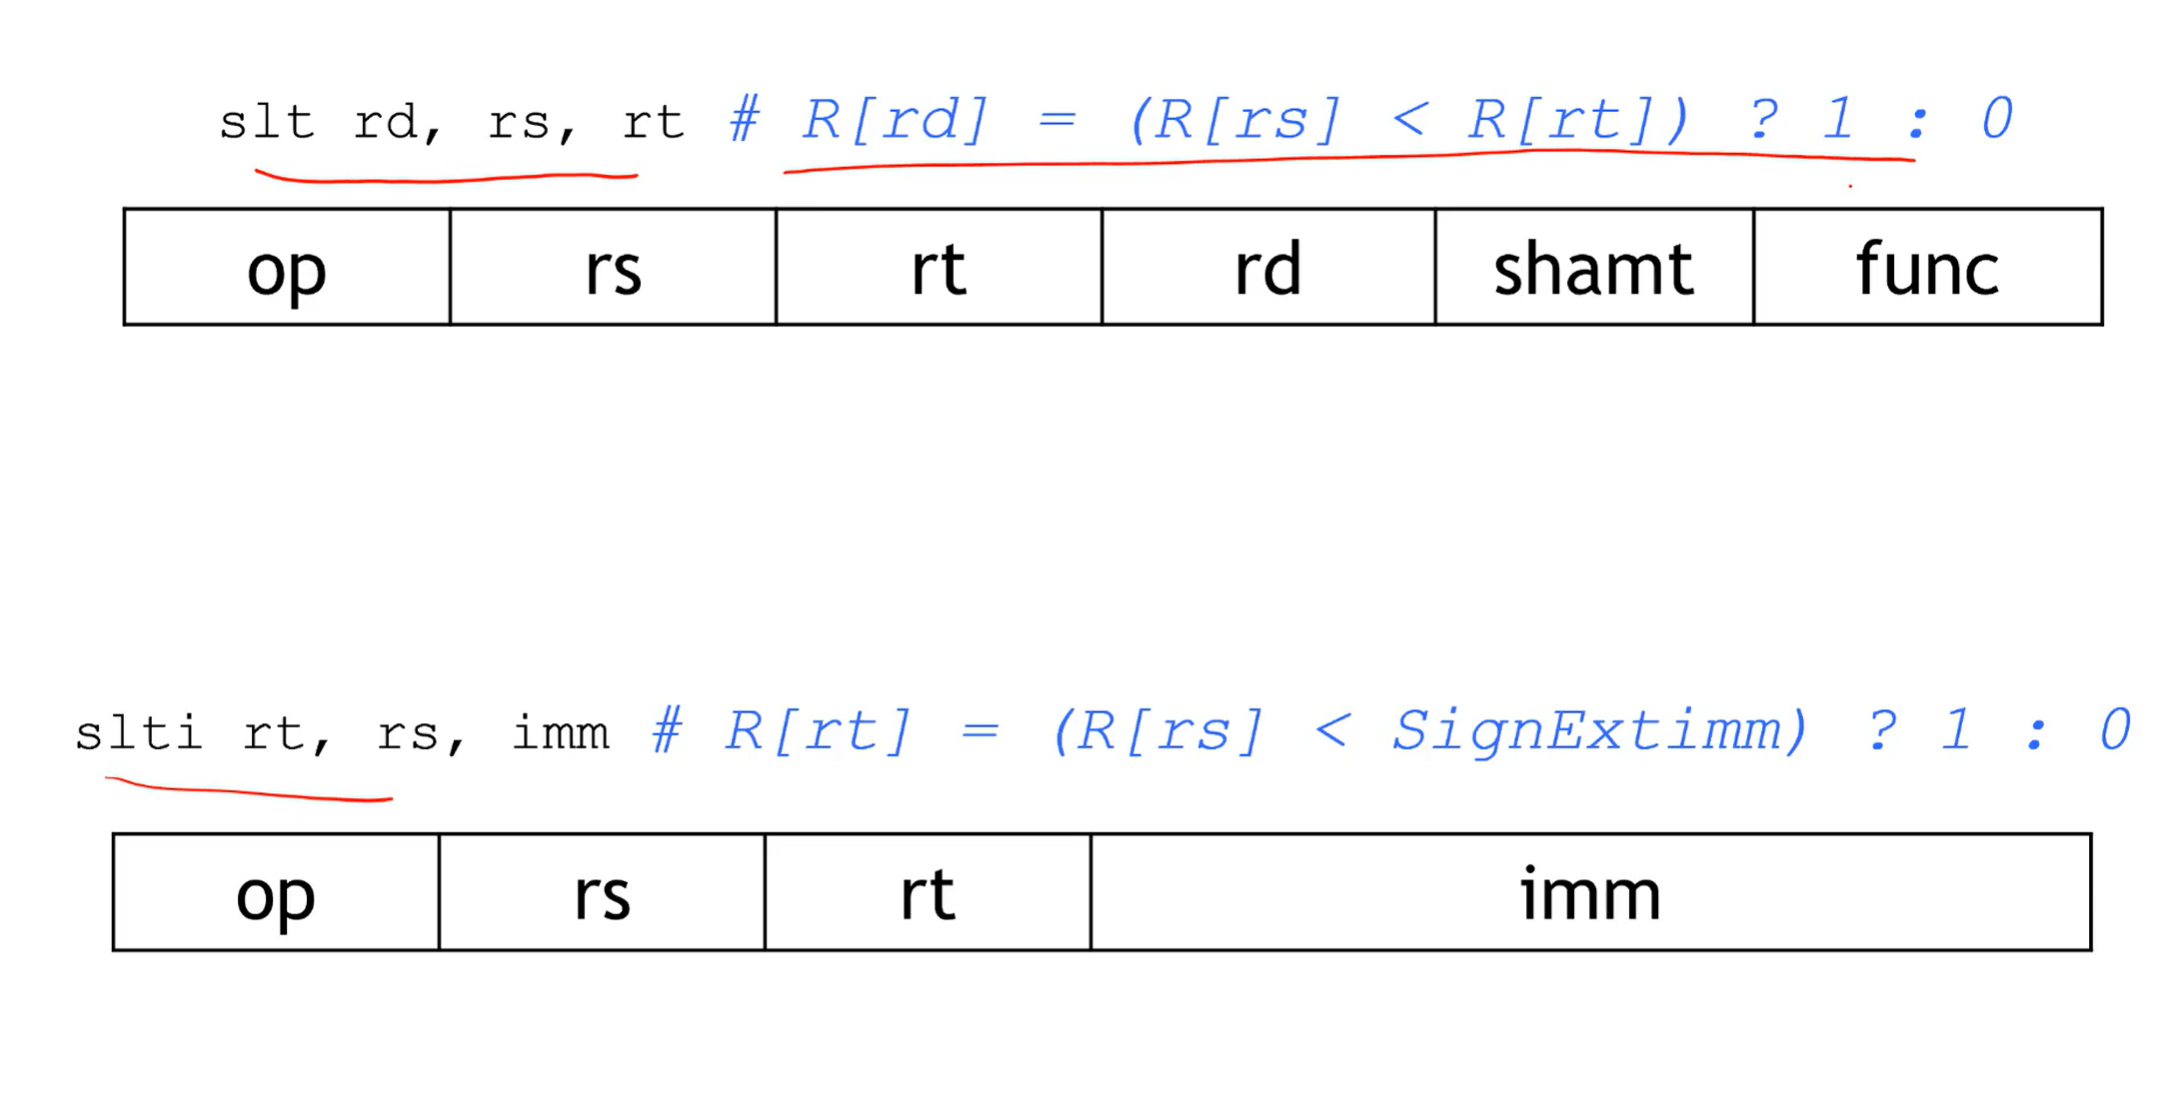 slt rd, rs, rt # R[rd] = (R[rs] < R[rt]) ? 1 : 0
op rs rt rd shamt func
slti rt, rs, imm # R[rt] = (R[rs] < SignExtimm) ? 1 : 0
op rs rt imm